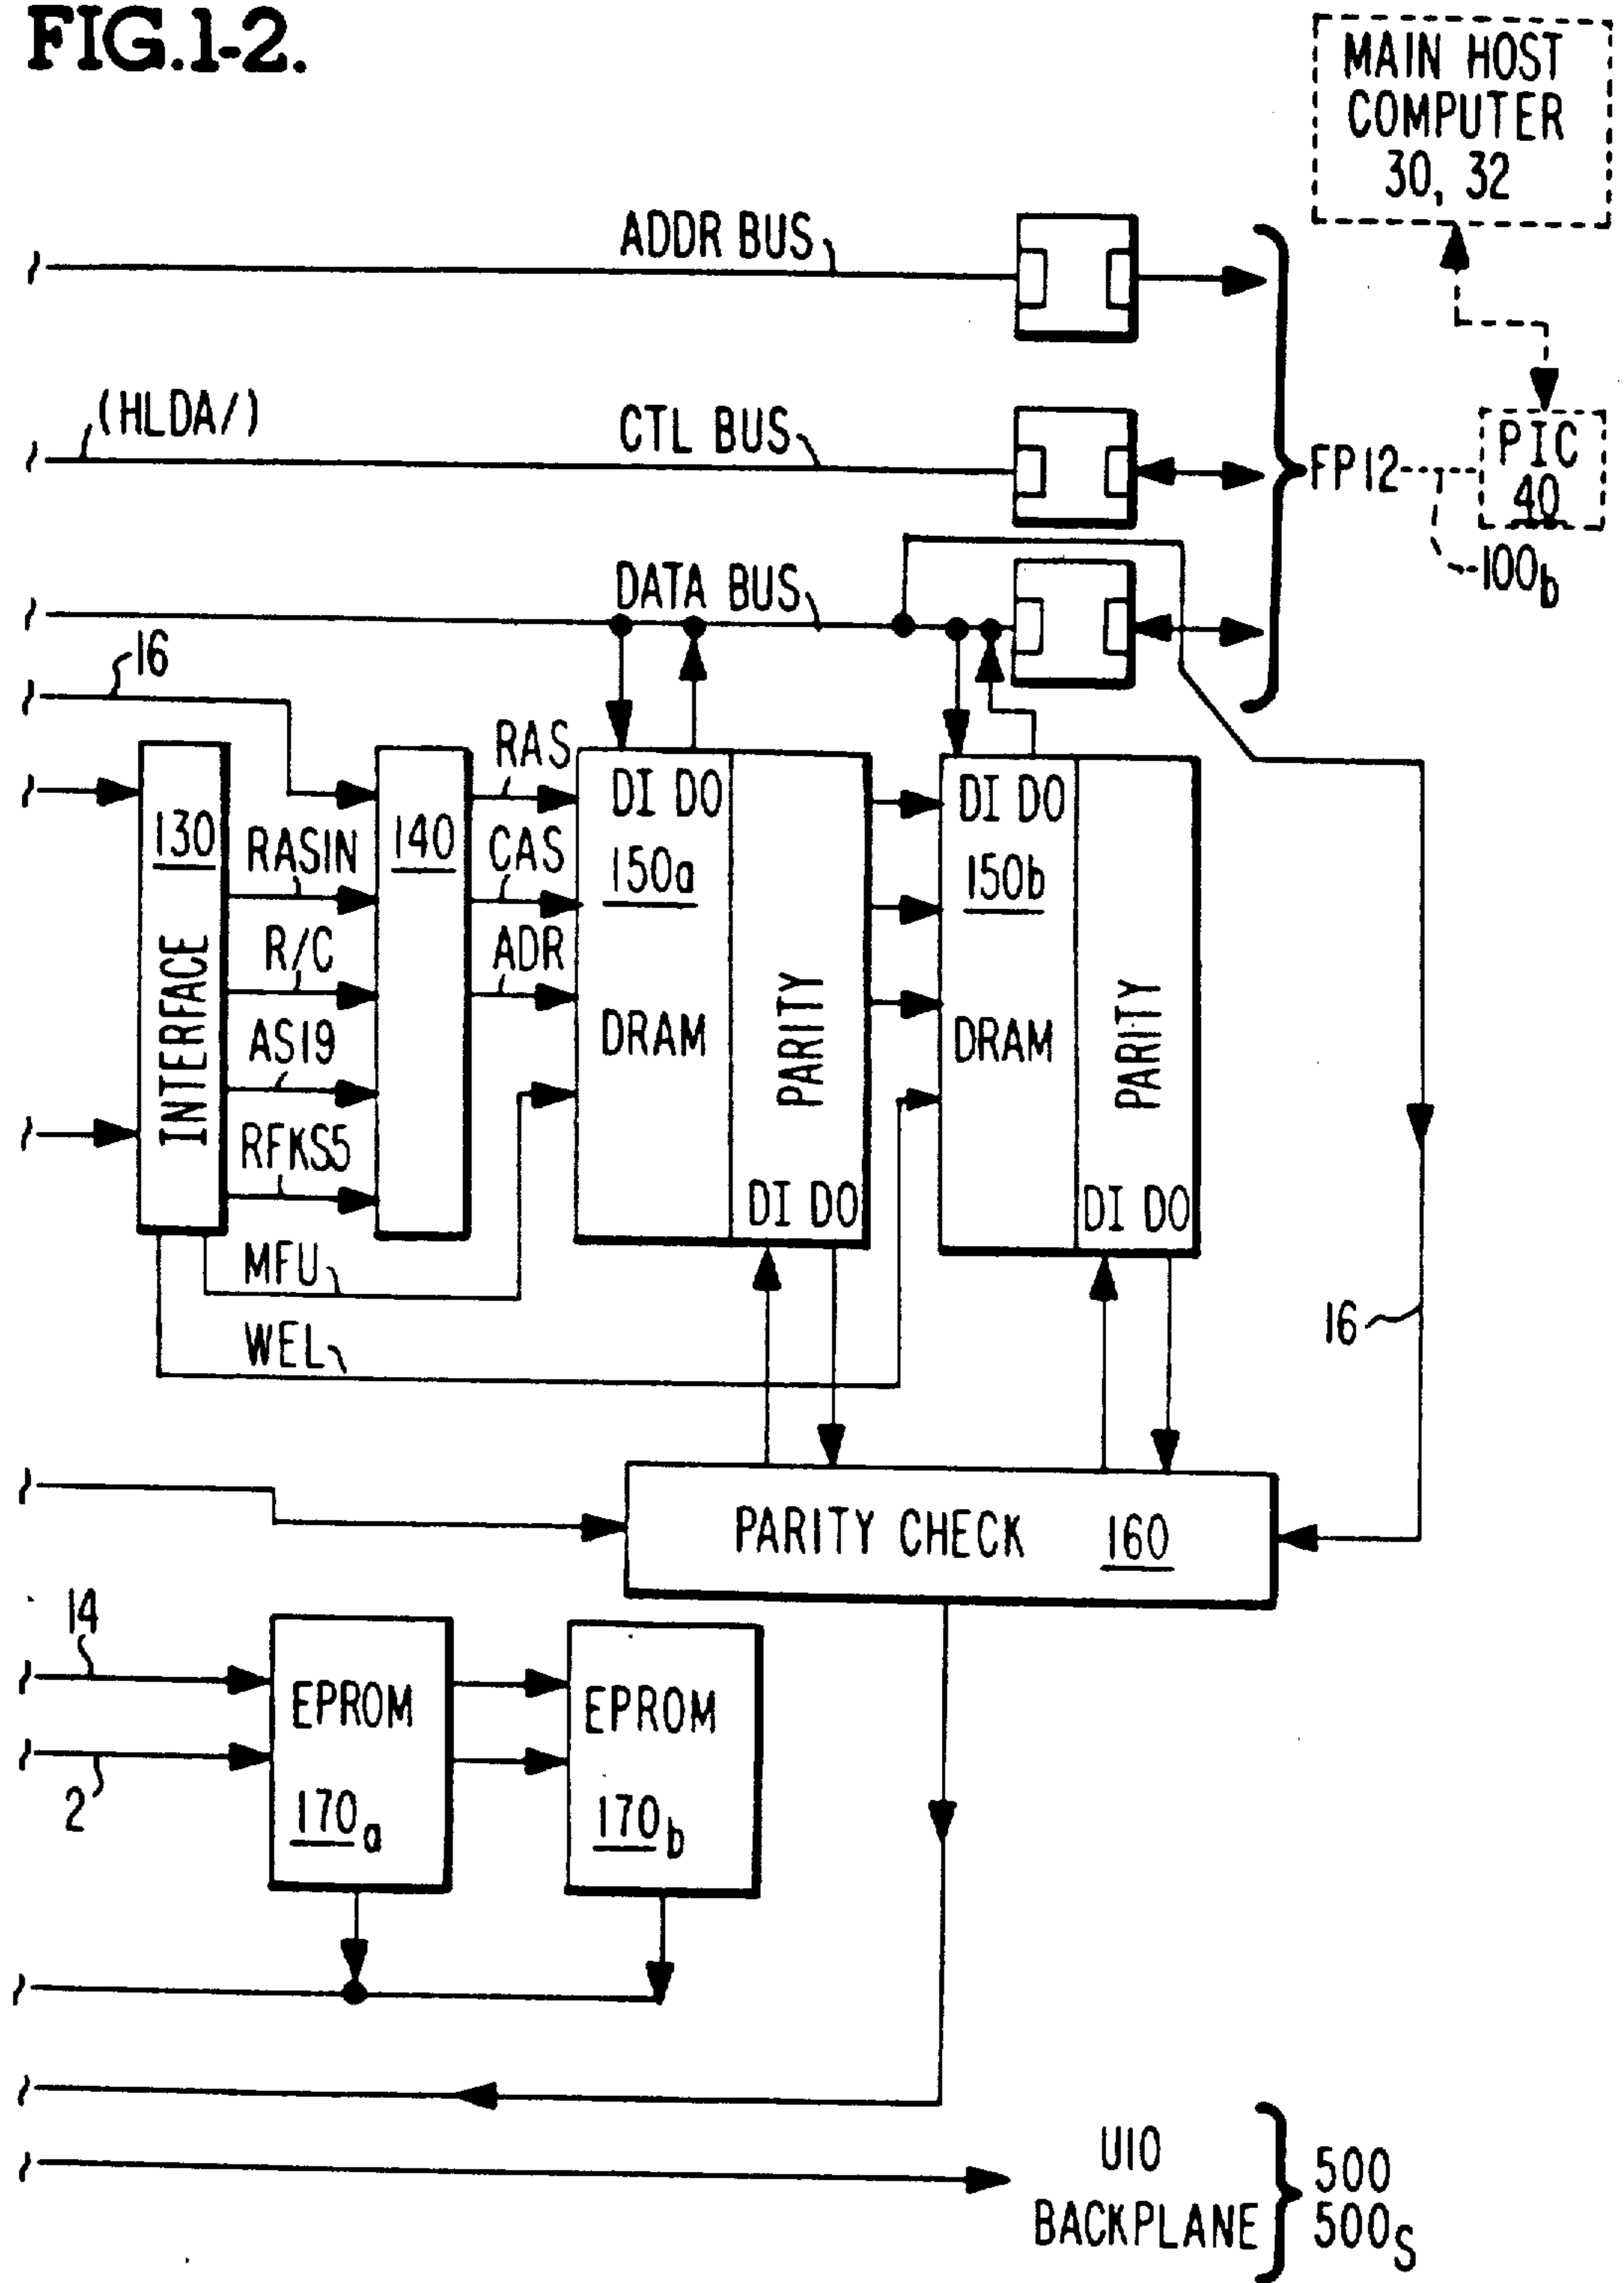 FIG.1-2.
MAIN HOST
COMPUTER
30, 32
ADDR BUS
(HLDA/)
CTL BUS
FP12
PIC
40
100b
DATA BUS
16
RAS
DI DO
DI DO
130
RASIN
140
CAS
150a
150b
R/C
ADR
INTERFACE
AS19
DRAM
PARITY
DRAM
PARITY
RFKS5
DI DO
DI DO
MFU
WEL
16
PARITY CHECK 160
14
EPROM
EPROM
2
170a
170b
UIO
BACKPLANE
500
500S